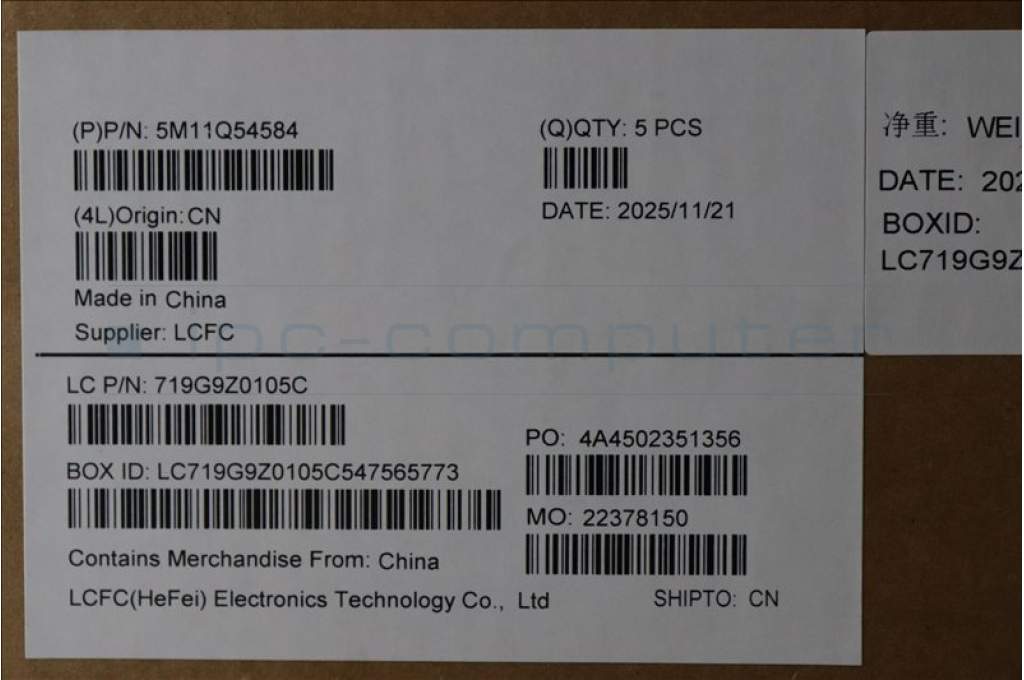 (P)P/N: 5M11Q54584
(Q)QTY: 5 PCS
(4L)Origin:CN
DATE: 2025/11/21
Made in China
Supplier: LCFC
ipc-computer
LC P/N: 719G9Z0105C
PO: 4A4502351356
BOX ID: LC719G9Z0105C547565773
MO: 22378150
Contains Merchandise From: China
LCFC(HeFei) Electronics Technology Co., Ltd
SHIPTO: CN
净重: WEI
DATE: 202
BOXID:
LC719G9Z